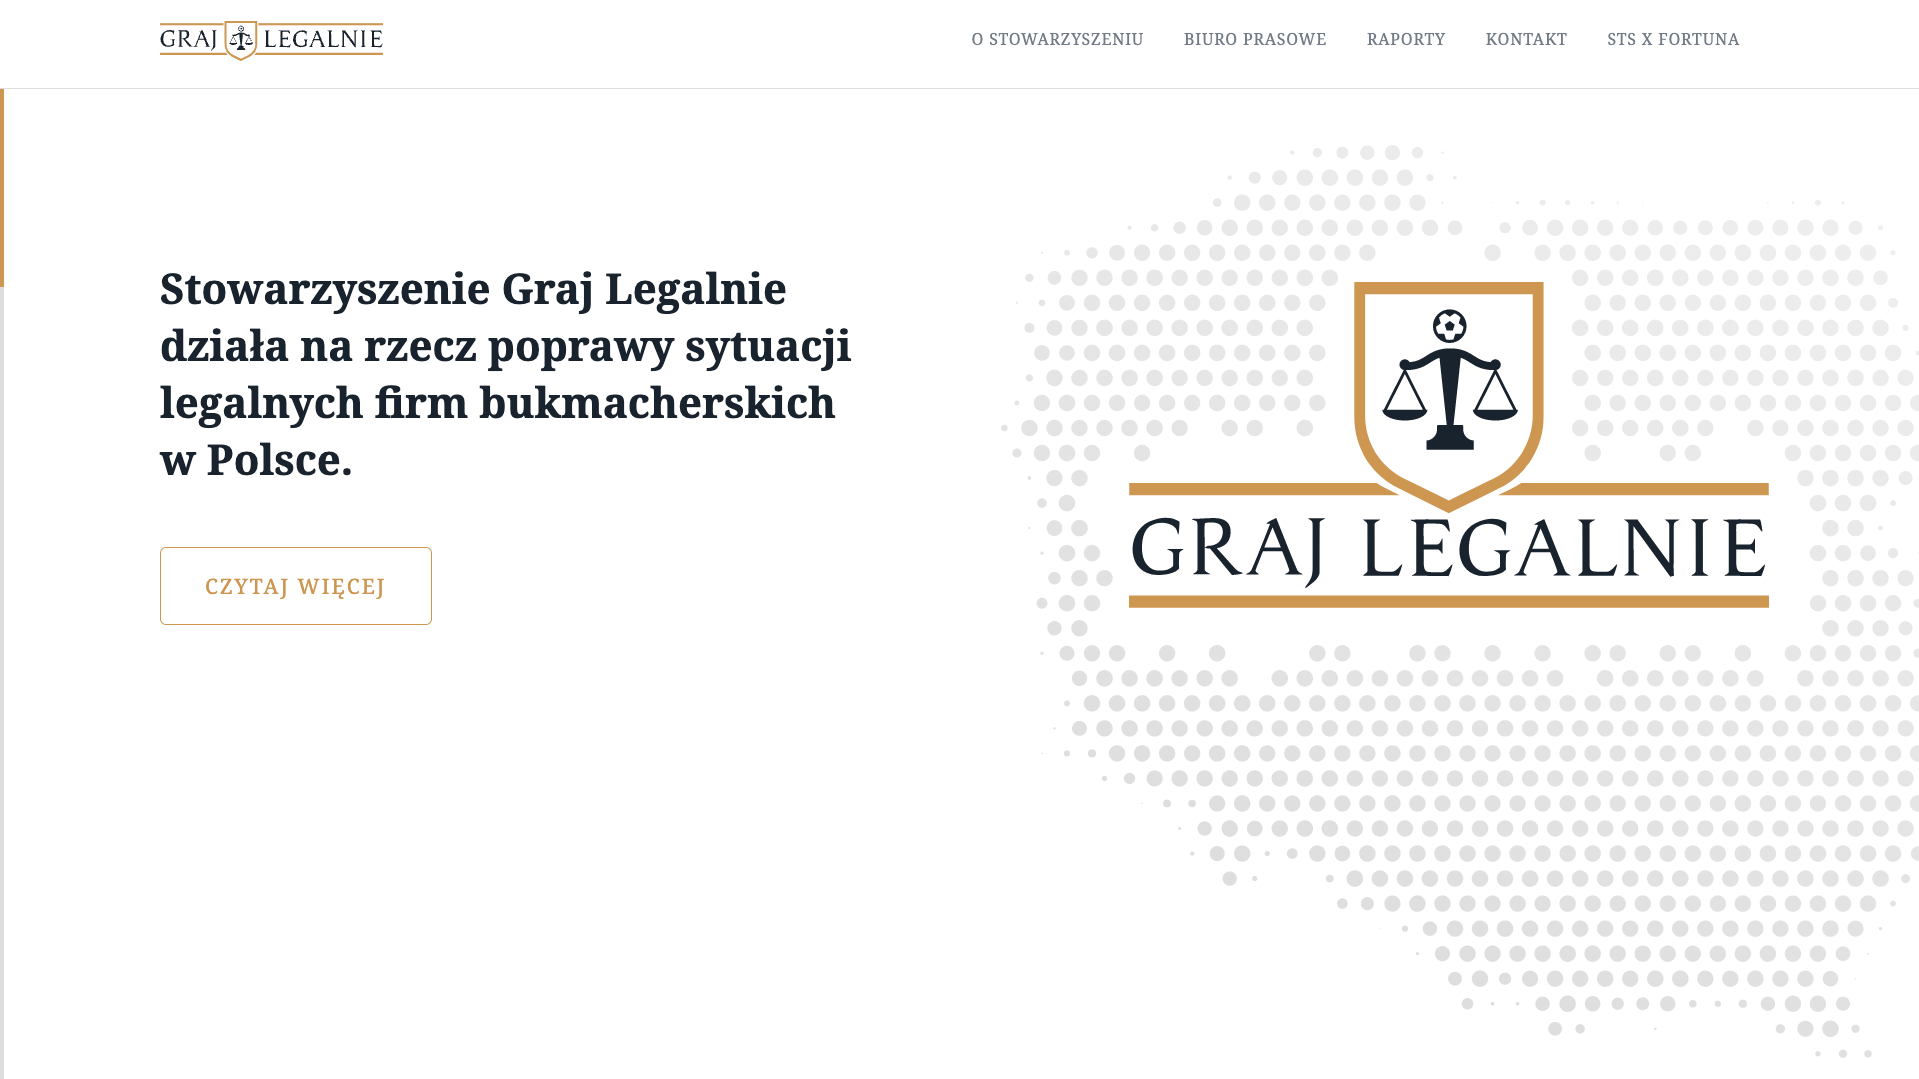 GRAJ LEGALNIE
O STOWARZYSZENIU
BIURO PRASOWE
RAPORTY
KONTAKT
STS X FORTUNA
Stowarzyszenie Graj Legalnie
działa na rzecz poprawy sytuacji
legalnych firm bukmacherskich
w Polsce.
CZYTAJ WIĘCEJ
GRAJ LEGALNIE